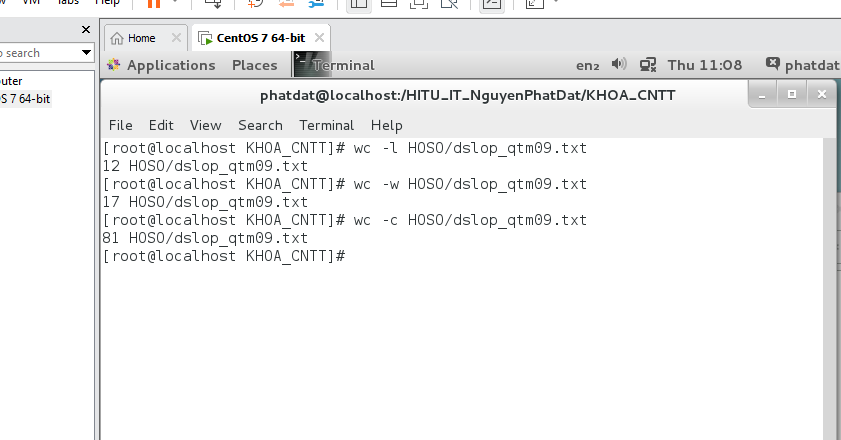 VM Tabs Help
o search
Home
CentOS 7 64-bit
uter
S 7 64-bit
Applications Places Terminal en₂ Thu 11:08 phatdat
phatdat@localhost:/HITU_IT_NguyenPhatDat/KHOA_CNTT
File Edit View Search Terminal Help
[root@localhost KHOA_CNTT]# wc -l HOSO/dslop_qtm09.txt
12 HOSO/dslop_qtm09.txt
[root@localhost KHOA_CNTT]# wc -w HOSO/dslop_qtm09.txt
17 HOSO/dslop_qtm09.txt
[root@localhost KHOA_CNTT]# wc -c HOSO/dslop_qtm09.txt
81 HOSO/dslop_qtm09.txt
[root@localhost KHOA_CNTT]#